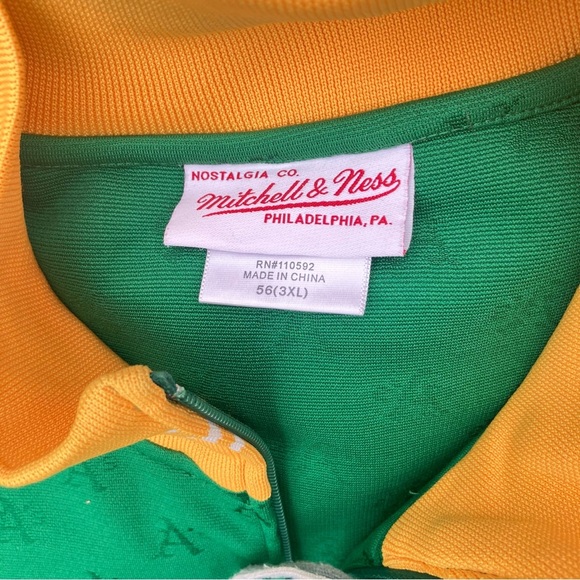 NOSTALGIA CO.
Mitchell & Ness
PHILADELPHIA, PA.
RN#110592
MADE IN CHINA
56(3XL)
A
A
A